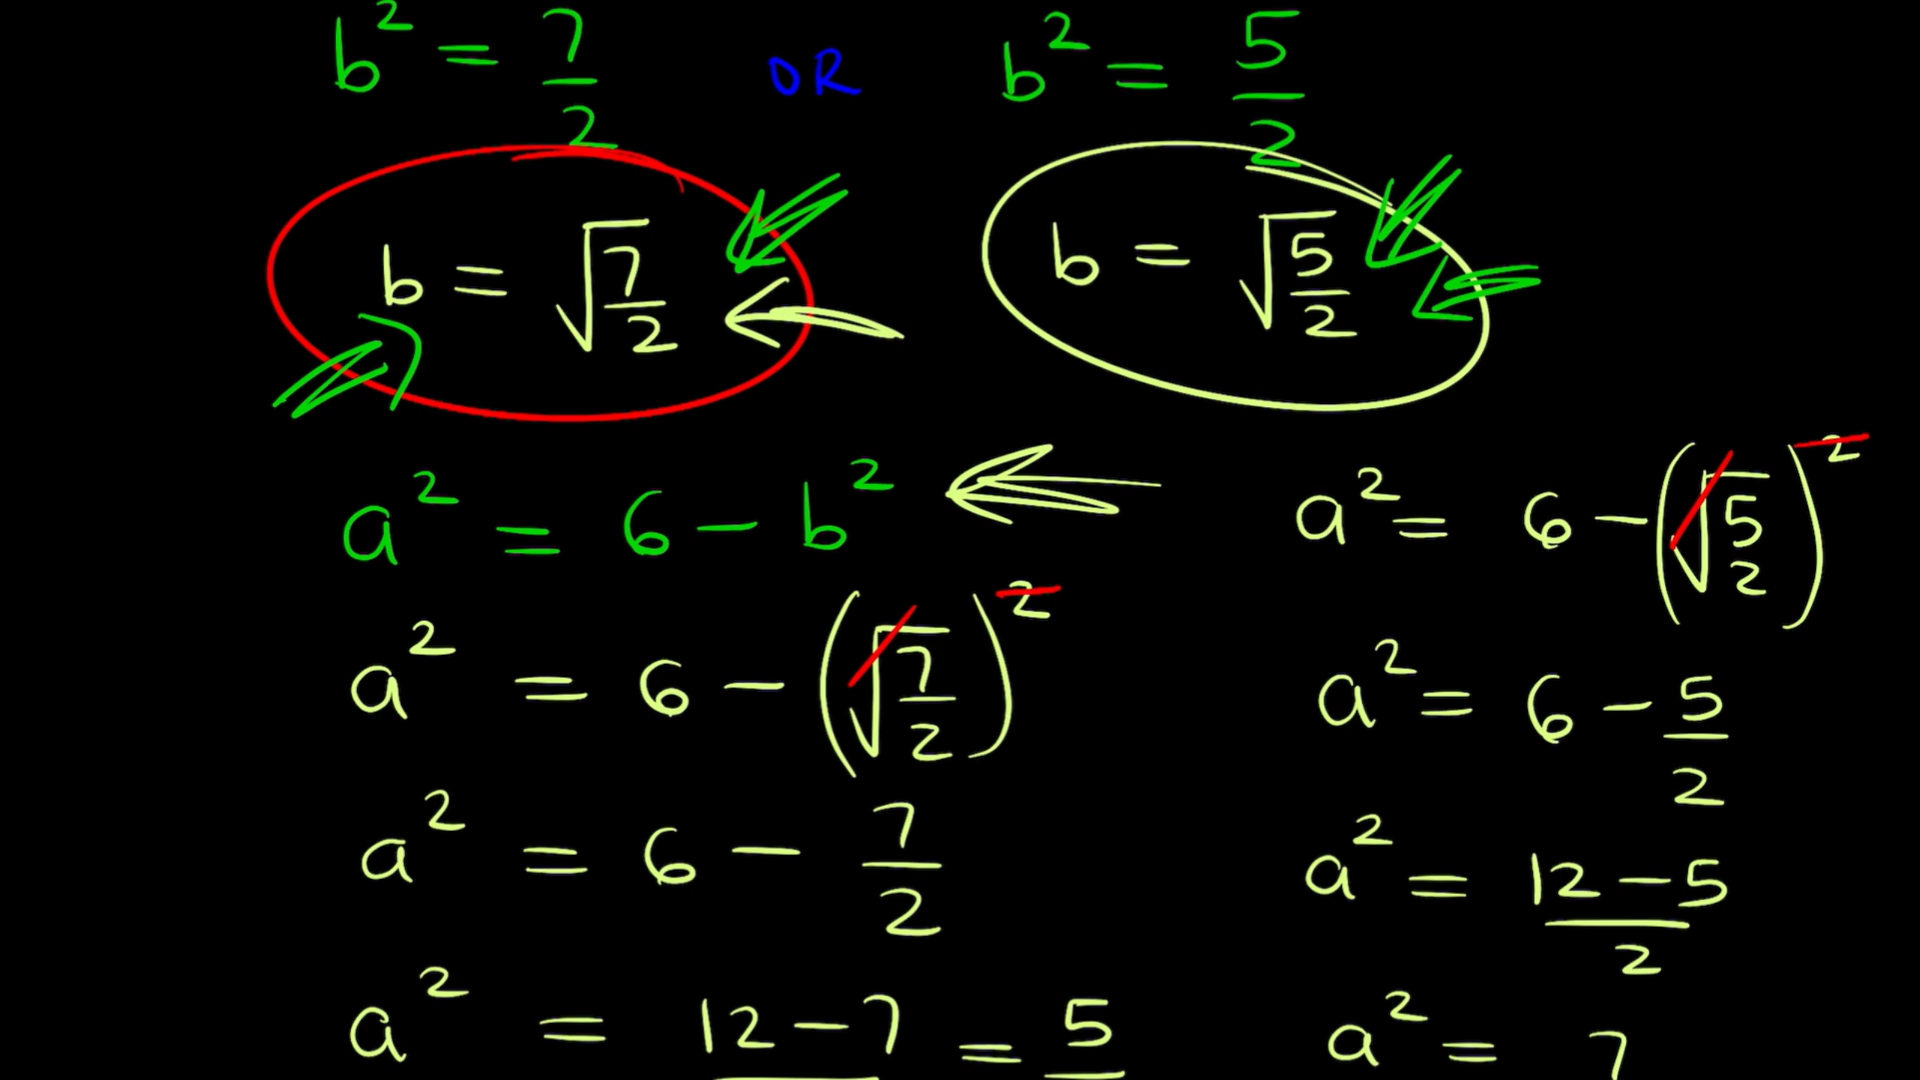 b² = 7/2 OR b² = 5/2
b = √(7/2) b = √(5/2)
a² = 6 − b²
a² = 6 − (√(7/2))²
a² = 6 − 7/2
a² = 12 − 7 = 5
a² = 6 − (√(5/2))²
a² = 6 − 5/2
a² = (12 − 5)/2
a² = 7